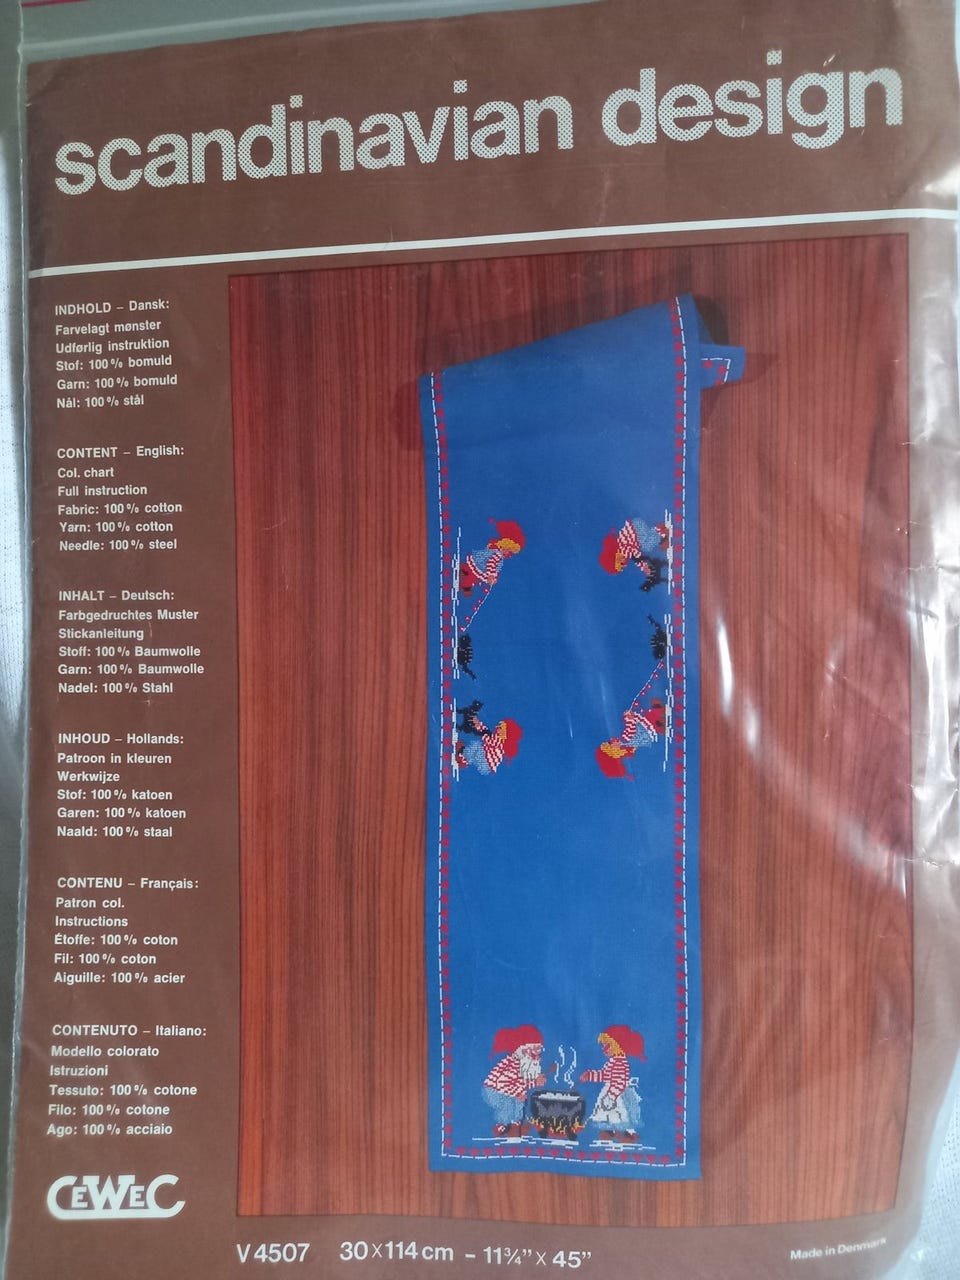 scandinavian design
INDHOLD – Dansk:
Farvelagt mønster
Udførlig instruktion
Stof: 100% bomuld
Garn: 100% bomuld
Nål: 100% stål
CONTENT – English:
Col. chart
Full instruction
Fabric: 100% cotton
Yarn: 100% cotton
Needle: 100% steel
INHALT – Deutsch:
Farbgedruchtes Muster
Stickanleitung
Stoff: 100% Baumwolle
Garn: 100% Baumwolle
Nadel: 100% Stahl
INHOUD – Hollands:
Patroon in kleuren
Werkwijze
Stof: 100% katoen
Garen: 100% katoen
Naald: 100% staal
CONTENU – Français:
Patron col.
Instructions
Étoffe: 100% coton
Fil: 100% coton
Aiguille: 100% acier
CONTENUTO – Italiano:
Modello colorato
Istruzioni
Tessuto: 100% cotone
Filo: 100% cotone
Ago: 100% acciaio
CEWEC
V4507 30×114 cm – 11¾" × 45"
Made in Denmark